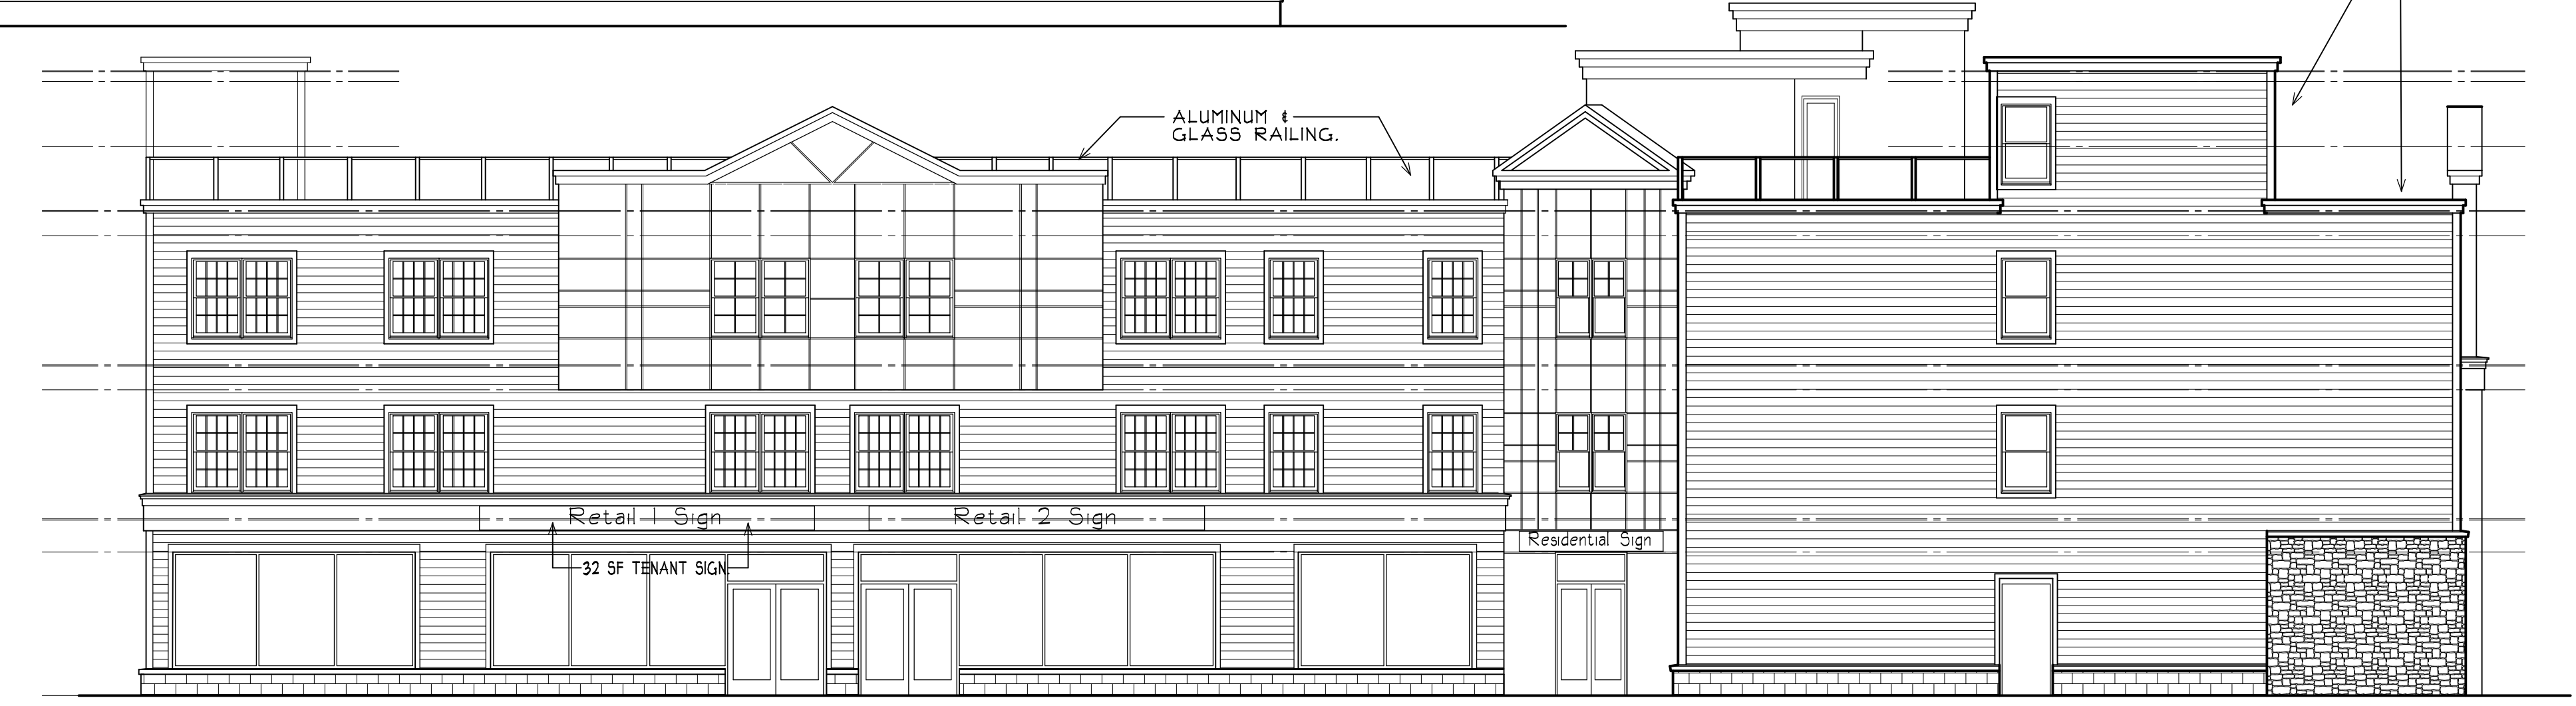 ALUMINUM &
GLASS RAILING.
Retail 1 Sign
Retail 2 Sign
32 SF TENANT SIGN.
Residential Sign